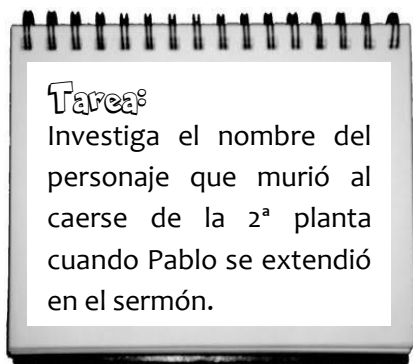 Tarea:
Investiga el nombre del
personaje que murió al
caerse de la 2ª planta
cuando Pablo se extendió
en el sermón.